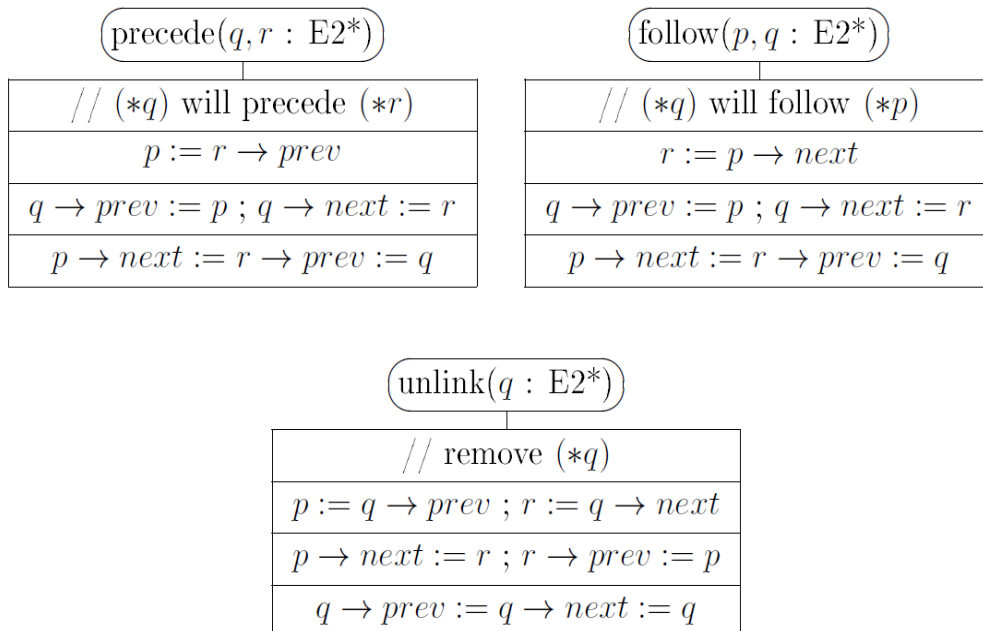 precede(q, r : E2*)
// (*q) will precede (*r)
p := r → prev
q → prev := p ; q → next := r
p → next := r → prev := q
follow(p, q : E2*)
// (*q) will follow (*p)
r := p → next
q → prev := p ; q → next := r
p → next := r → prev := q
unlink(q : E2*)
// remove (*q)
p := q → prev ; r := q → next
p → next := r ; r → prev := p
q → prev := q → next := q